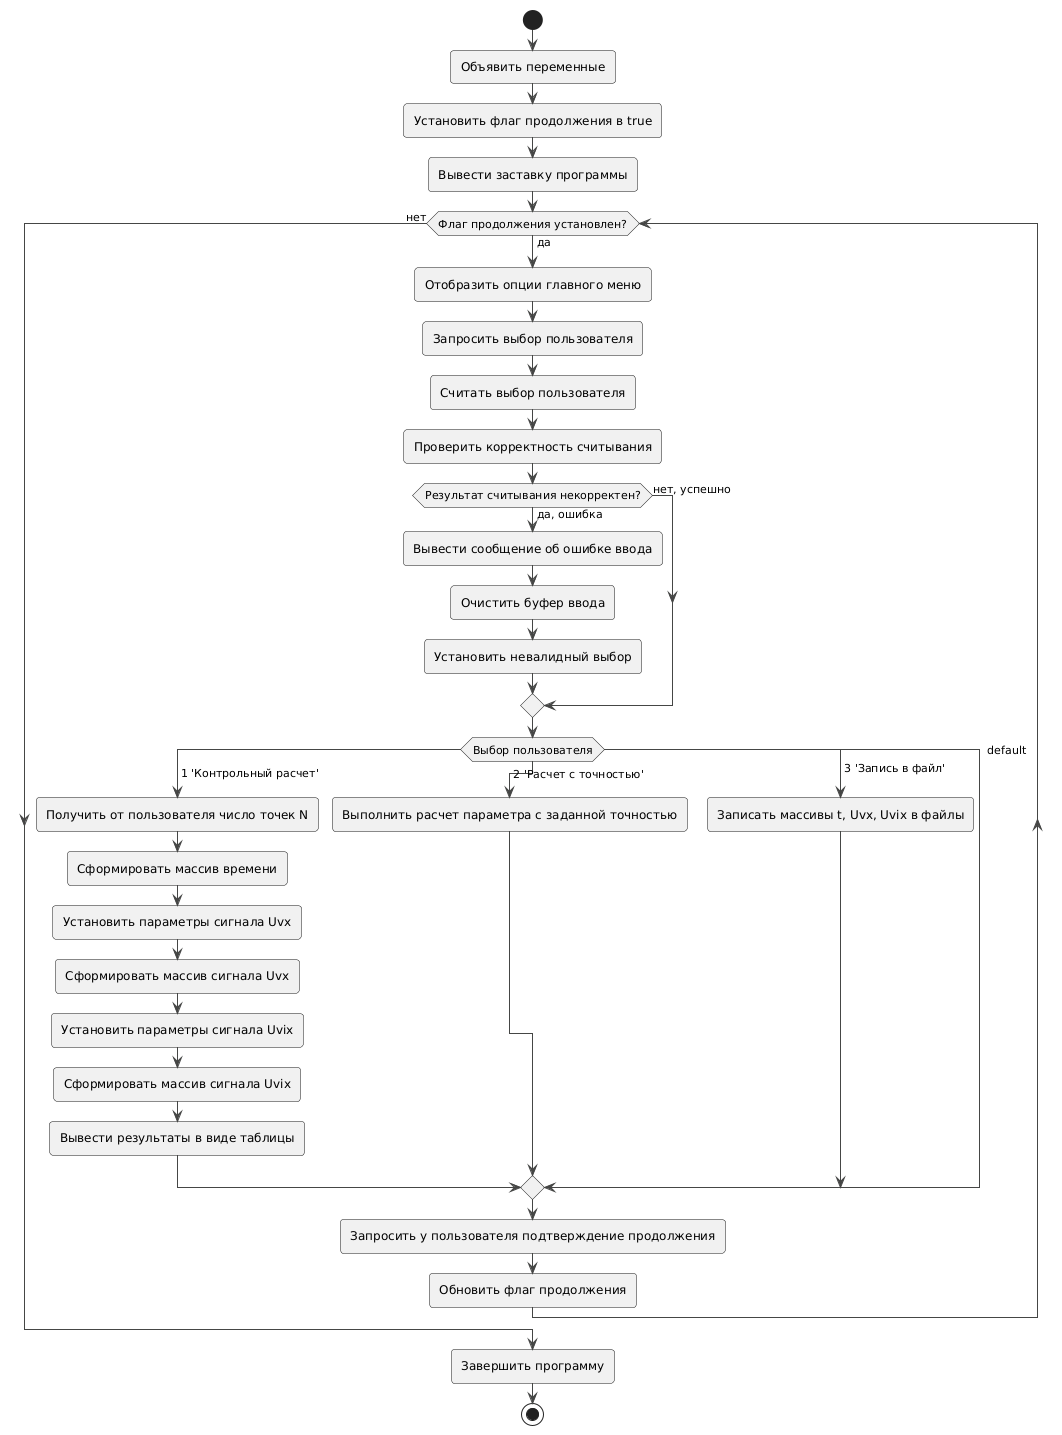 Объявить переменные
Установить флаг продолжения в true
Вывести заставку программы
нет
Флаг продолжения установлен?
да
Отобразить опции главного меню
Запросить выбор пользователя
Считать выбор пользователя
Проверить корректность считывания
Результат считывания некорректен?
нет, успешно
да, ошибка
Вывести сообщение об ошибке ввода
Очистить буфер ввода
Установить невалидный выбор
Выбор пользователя
default
1 'Контрольный расчет'
2 'Расчет с точностью'
3 'Запись в файл'
Получить от пользователя число точек N
Выполнить расчет параметра с заданной точностью
Записать массивы t, Uvx, Uvix в файлы
Сформировать массив времени
Установить параметры сигнала Uvx
Сформировать массив сигнала Uvx
Установить параметры сигнала Uvix
Сформировать массив сигнала Uvix
Вывести результаты в виде таблицы
Запросить у пользователя подтверждение продолжения
Обновить флаг продолжения
Завершить программу